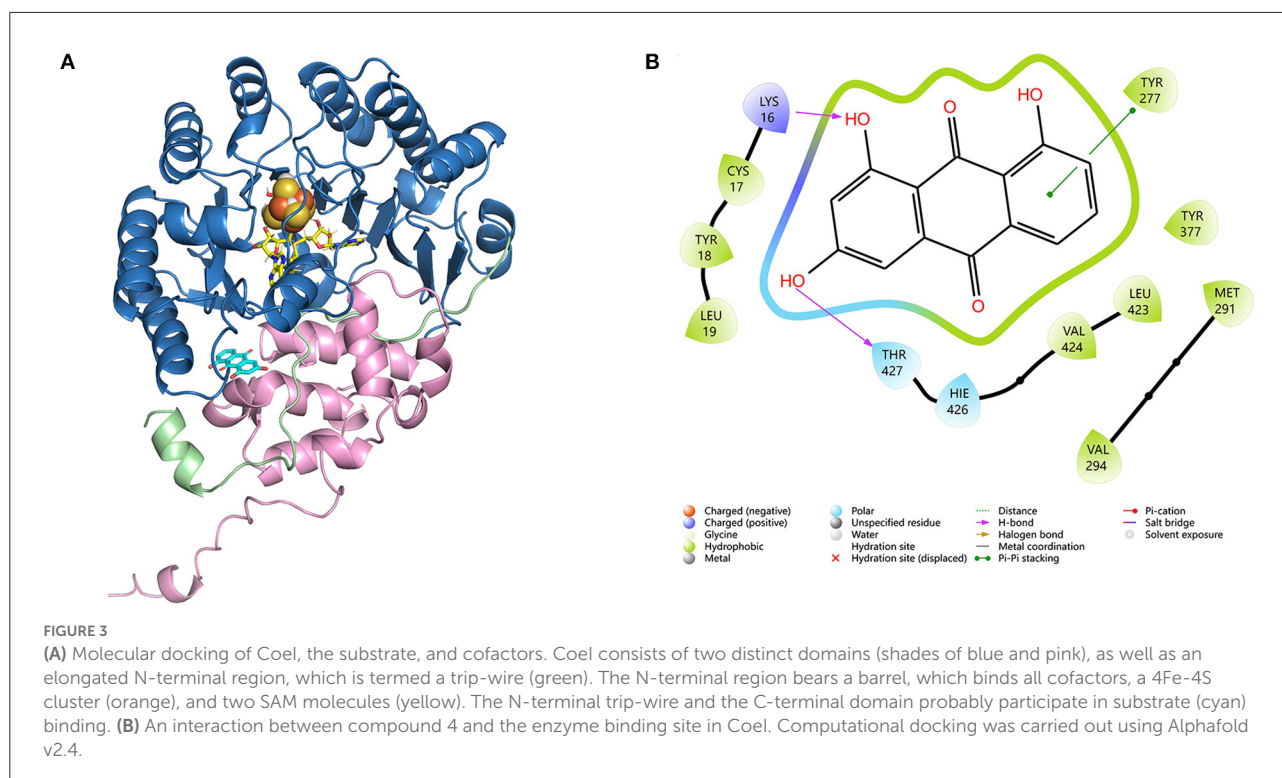 A
B
LYS
16
CYS
17
TYR
18
LEU
19
HO
HO
O
O
HO
TYR
277
TYR
377
LEU
423
VAL
424
MET
291
THR
427
HIE
426
VAL
294
Charged (negative)
Charged (positive)
Glycine
Hydrophobic
Metal
Polar
Unspecified residue
Water
Hydration site
Hydration site (displaced)
Distance
H-bond
Halogen bond
Metal coordination
Pi-Pi stacking
Pi-cation
Salt bridge
Solvent exposure
FIGURE 3
(A) Molecular docking of CoeI, the substrate, and cofactors. CoeI consists of two distinct domains (shades of blue and pink), as well as an
elongated N-terminal region, which is termed a trip-wire (green). The N-terminal region bears a barrel, which binds all cofactors, a 4Fe-4S
cluster (orange), and two SAM molecules (yellow). The N-terminal trip-wire and the C-terminal domain probably participate in substrate (cyan)
binding. (B) An interaction between compound 4 and the enzyme binding site in CoeI. Computational docking was carried out using Alphafold
v2.4.